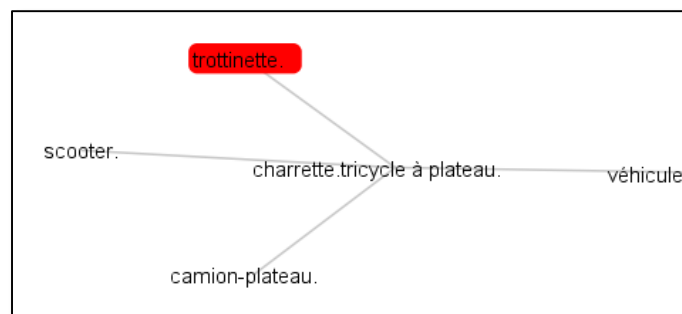 trottinette.
scooter.
charrette.tricycle à plateau.
véhicule
camion-plateau.